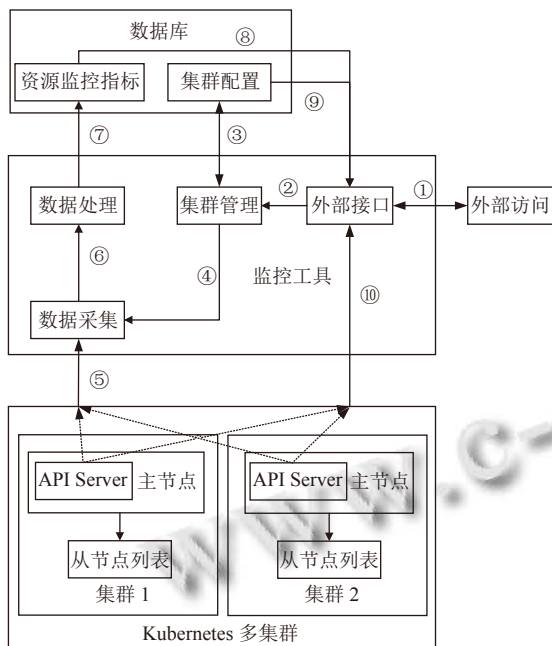 数据库
⑧
资源监控指标
集群配置
⑨
⑦
③
数据处理
集群管理
②
外部接口
①
外部访问
⑥
④
监控工具
⑩
数据采集
⑤
API Server
主节点
API Server
主节点
从节点列表
从节点列表
集群 1
集群 2
Kubernetes 多集群
www.c-